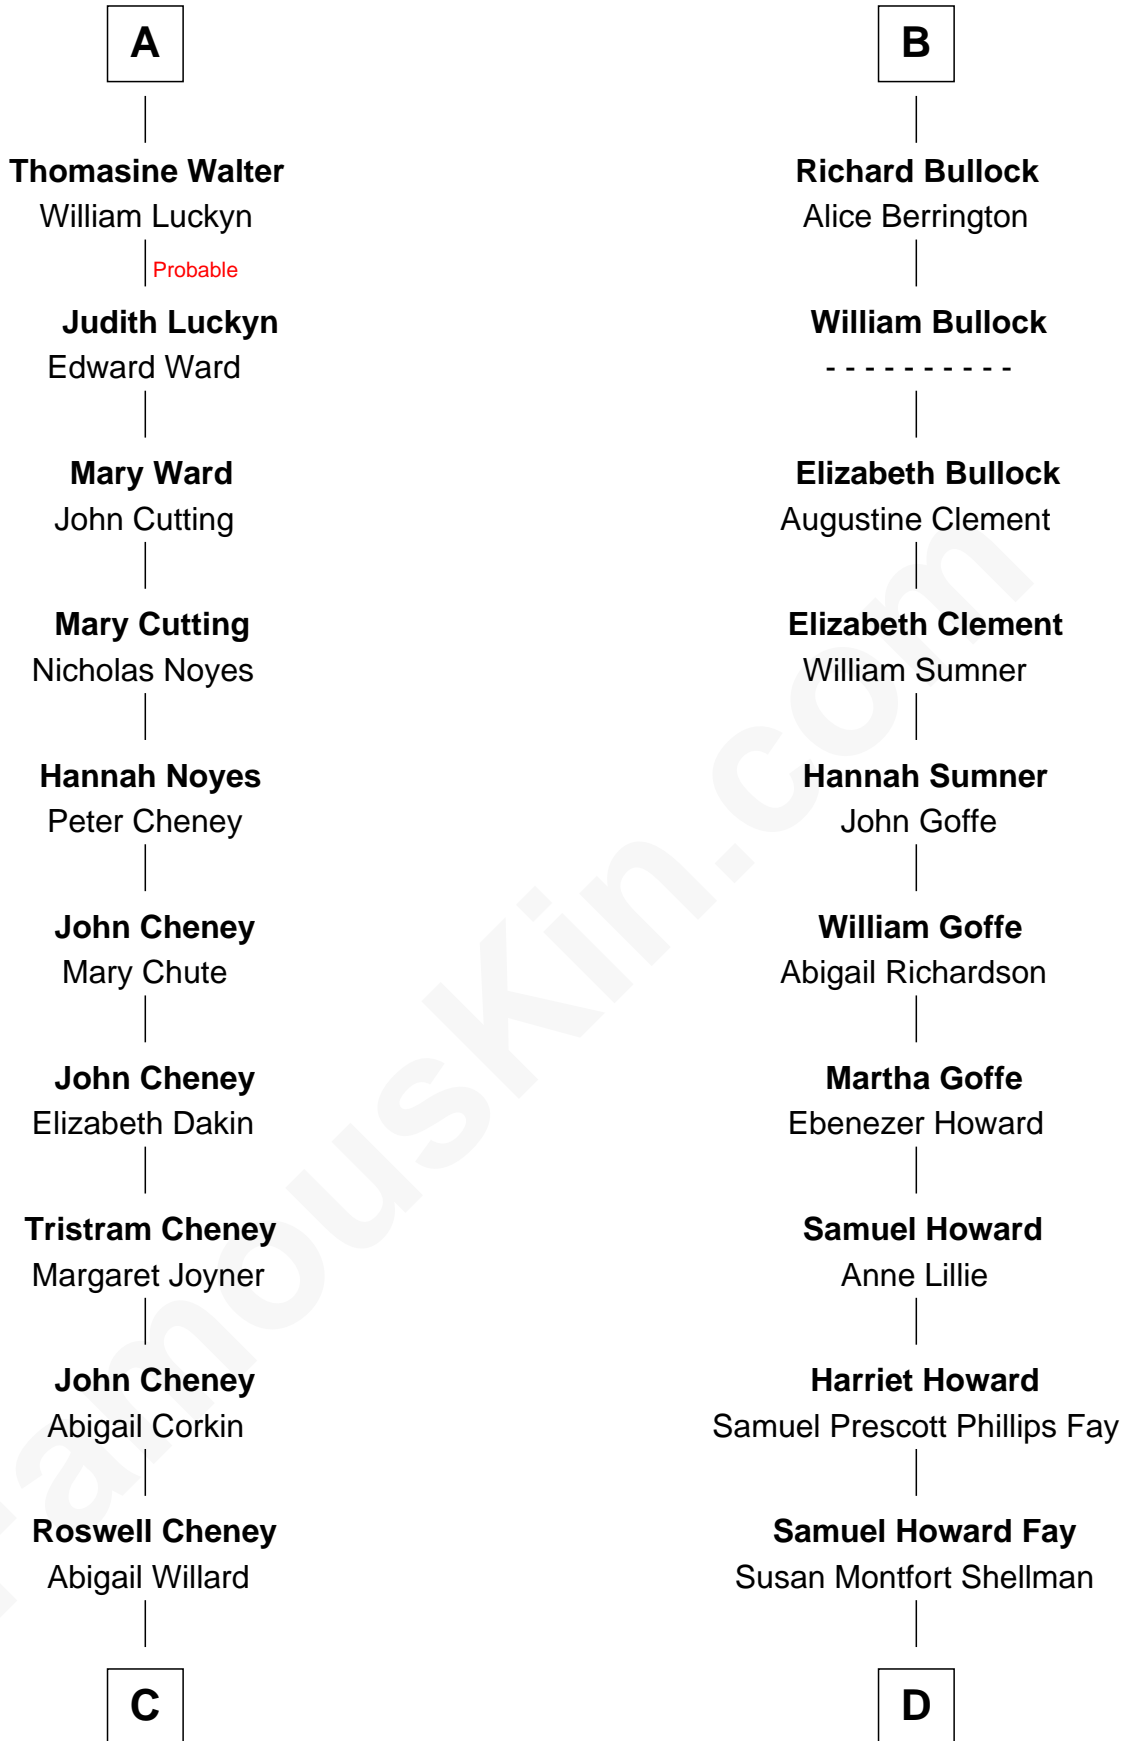 A
Thomasine Walter
William Luckyn
Probable
Judith Luckyn
Edward Ward
Mary Ward
John Cutting
Mary Cutting
Nicholas Noyes
Hannah Noyes
Peter Cheney
John Cheney
Mary Chute
John Cheney
Elizabeth Dakin
Tristram Cheney
Margaret Joyner
John Cheney
Abigail Corkin
Roswell Cheney
Abigail Willard
C
B
Richard Bullock
Alice Berrington
William Bullock
- - - - - - - - - -
Elizabeth Bullock
Augustine Clement
Elizabeth Clement
William Sumner
Hannah Sumner
John Goffe
William Goffe
Abigail Richardson
Martha Goffe
Ebenezer Howard
Samuel Howard
Anne Lillie
Harriet Howard
Samuel Prescott Phillips Fay
Samuel Howard Fay
Susan Montfort Shellman
D
FamousKin.com